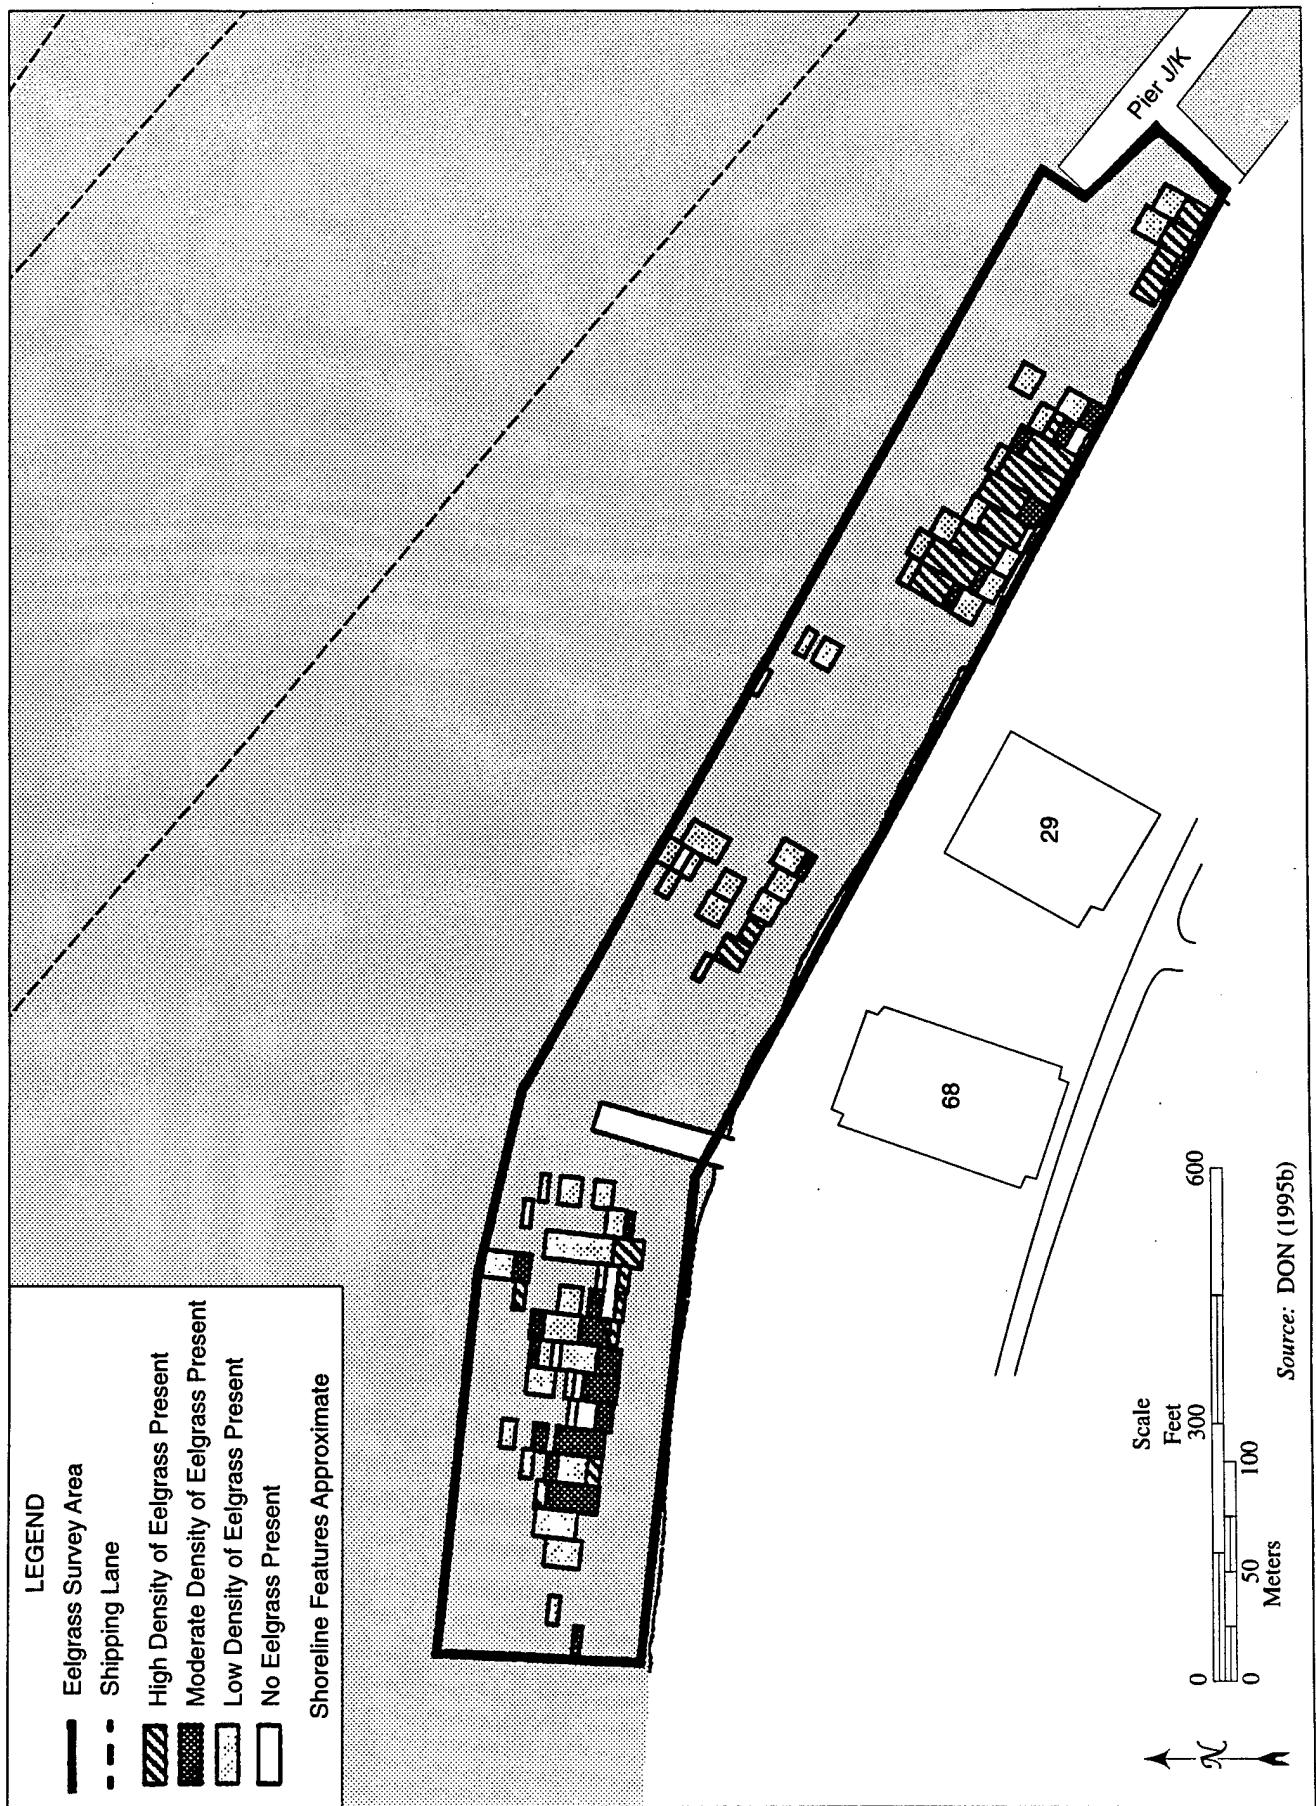 LEGEND
Eelgrass Survey Area
Shipping Lane
High Density of Eelgrass Present
Moderate Density of Eelgrass Present
Low Density of Eelgrass Present
No Eelgrass Present
Shoreline Features Approximate
Pier J/K
68
29
N
Scale
Feet
0 300 600
0 50 100
Meters
Source: DON (1995b)